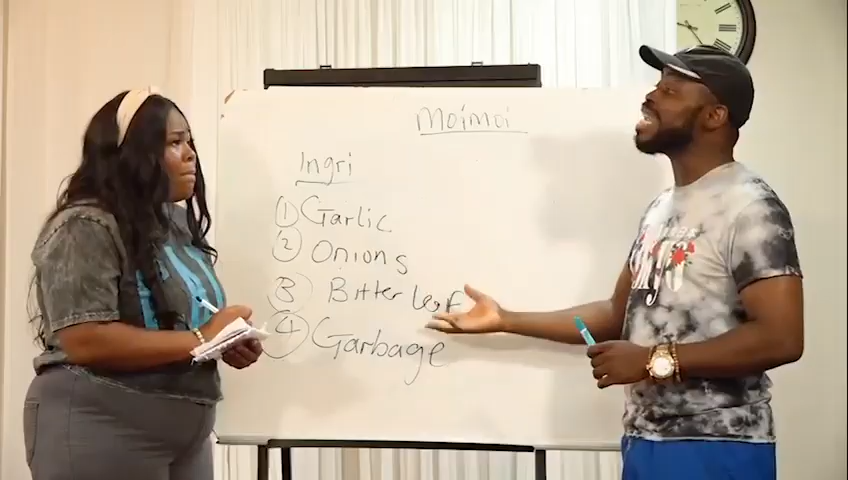 Moimoi
Ingri
1 Garlic
2 Onions
3 Bitter leaf
4 Garbage